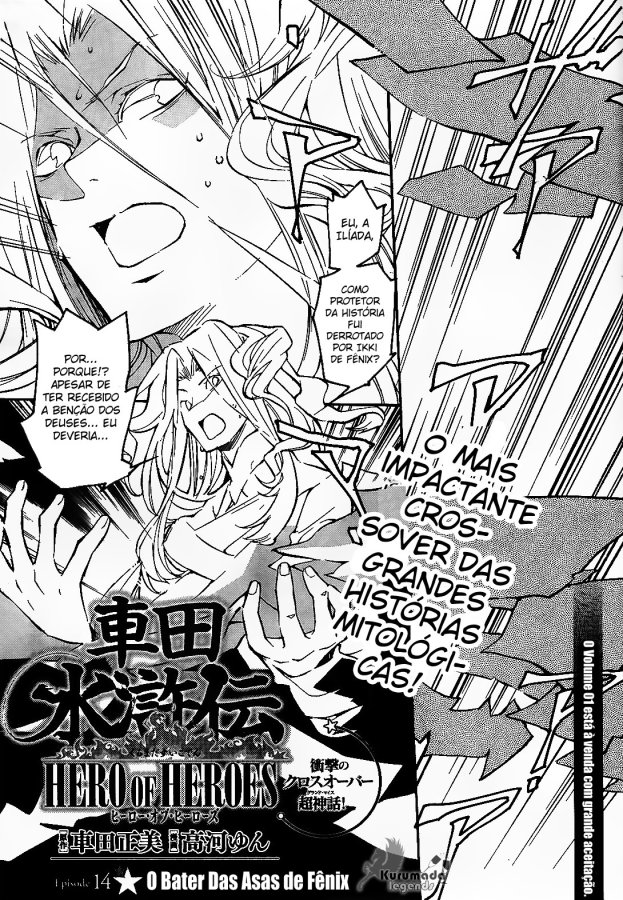 EU, A
ILÍADA,
COMO
PROTETOR
DA HISTÓRIA
FUI
DERROTADO
POR IKKI
DE FÊNIX?
POR...
PORQUE!?
APESAR DE
TER RECEBIDO
A BENÇÃO DOS
DEUSES... EU
DEVERIA...
O MAIS
IMPACTANTE
CROS-
SOVER DAS
GRANDES
HISTÓRIAS
MITOLÓGI-
CAS!
O Volume 01 está à venda com grande aceitação.
車田
水滸伝
HERO OF HEROES
ヒーロー・オブ・ヒーローズ
衝撃の
クロスオーバー
超神話!
原作 車田正美 漫画 高河ゆん
Episode 14 ★ O Bater Das Asas de Fênix
Kurumada
legends